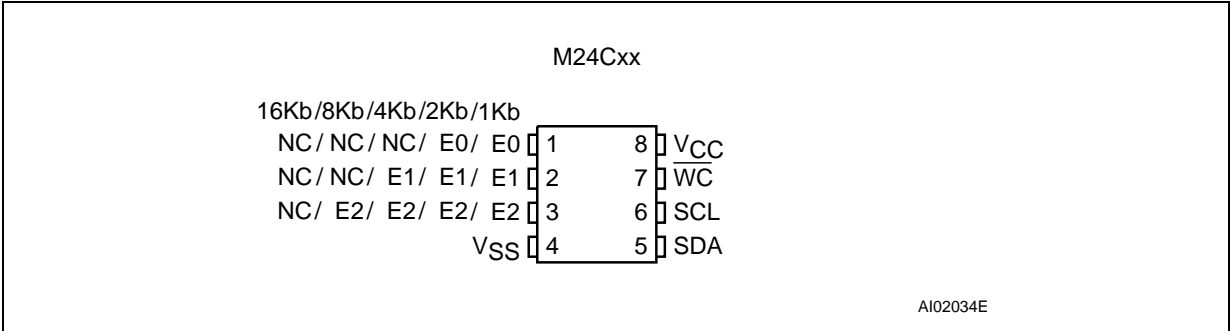 M24Cxx
16Kb/8Kb/4Kb/2Kb/1Kb
NC/ NC/ NC/ E0/ E0 1 8 VCC
NC/ NC/ E1/ E1/ E1 2 7 W̅C̅
NC/ E2/ E2/ E2/ E2 3 6 SCL
VSS 4 5 SDA
AI02034E